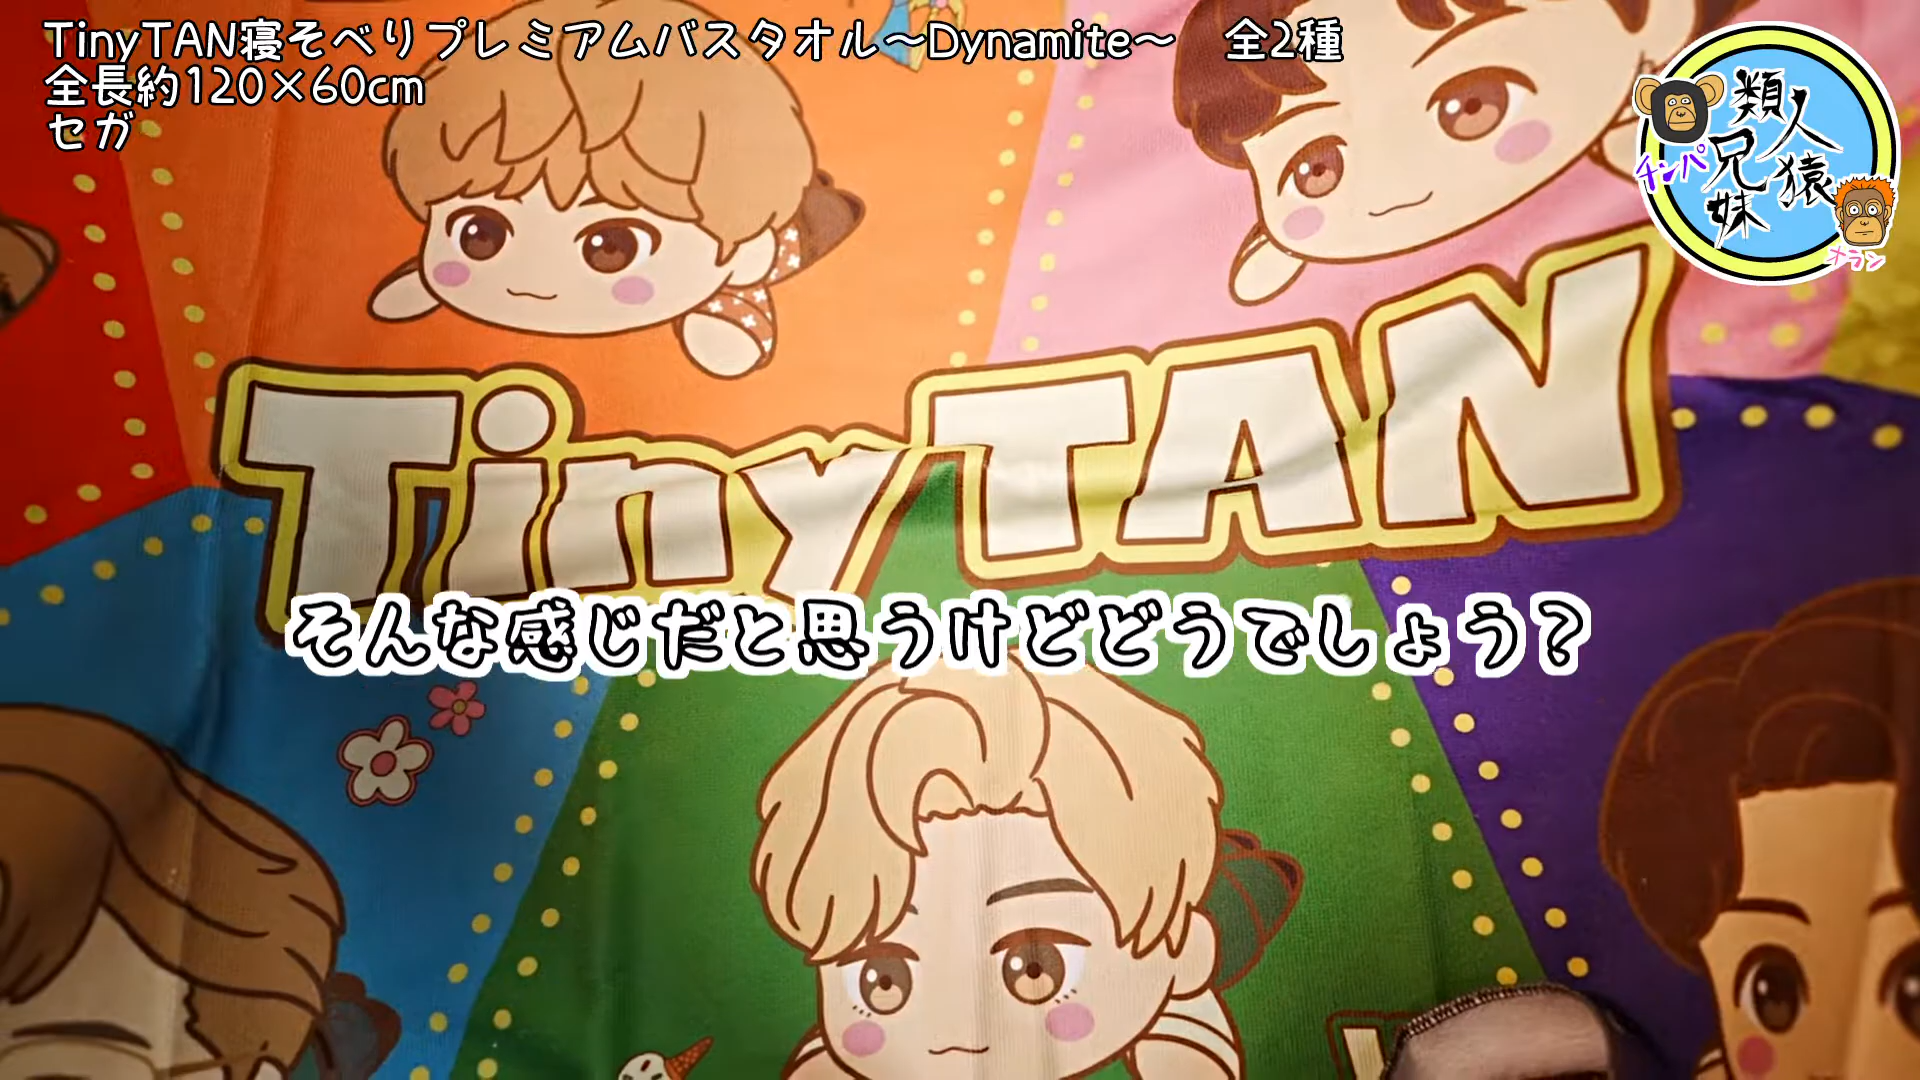 TinyTAN寝そべりプレミアムバスタオル～Dynamite～　全2種
全長約120×60cm
セガ
類人猿
兄妹
チンパ
オラン
TinyTAN
そんな感じだと思うけどどうでしょう？